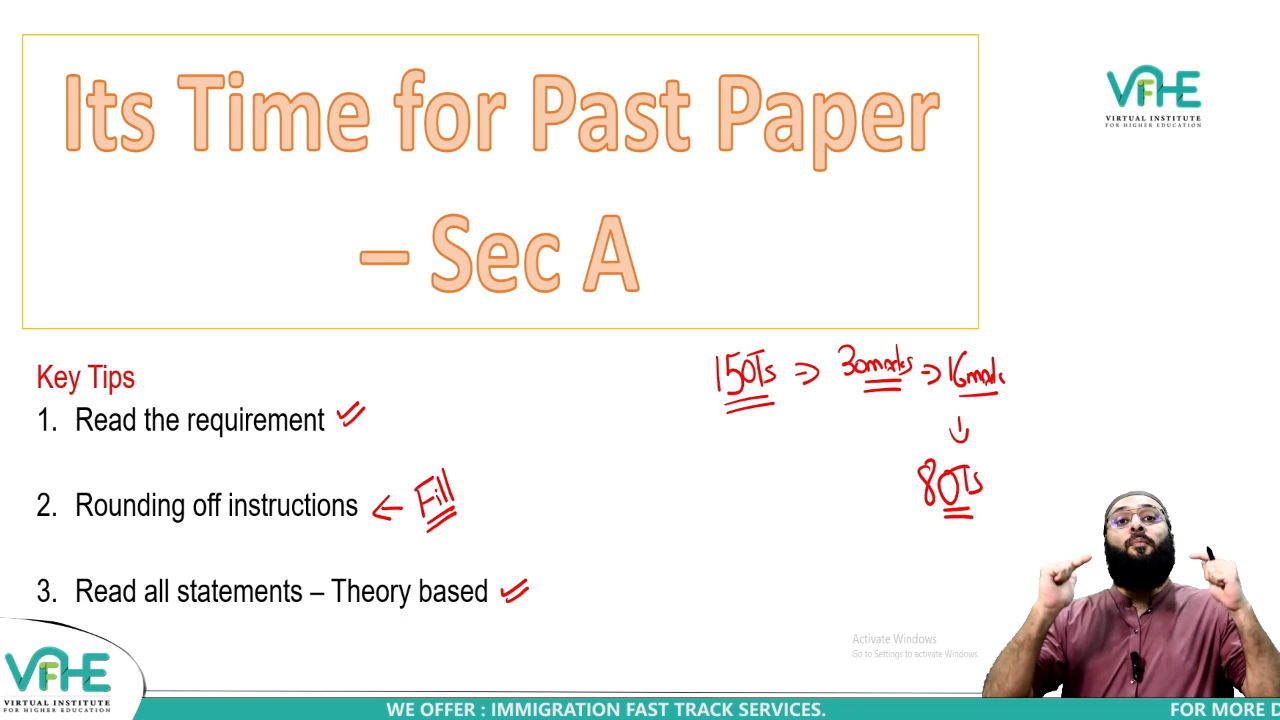 Its Time for Past Paper
– Sec A
VIFHE
VIRTUAL INSTITUTE
FOR HIGHER EDUCATION
Key Tips
1. Read the requirement
2. Rounding off instructions
Fill
3. Read all statements – Theory based
15OTs ⇒ 30marks ⇒ 16mark
↓
8OTs
Activate Windows
Go to Settings to activate Windows.
VIFHE
VIRTUAL INSTITUTE
FOR HIGHER EDUCATION
WE OFFER : IMMIGRATION FAST TRACK SERVICES.
FOR MORE D